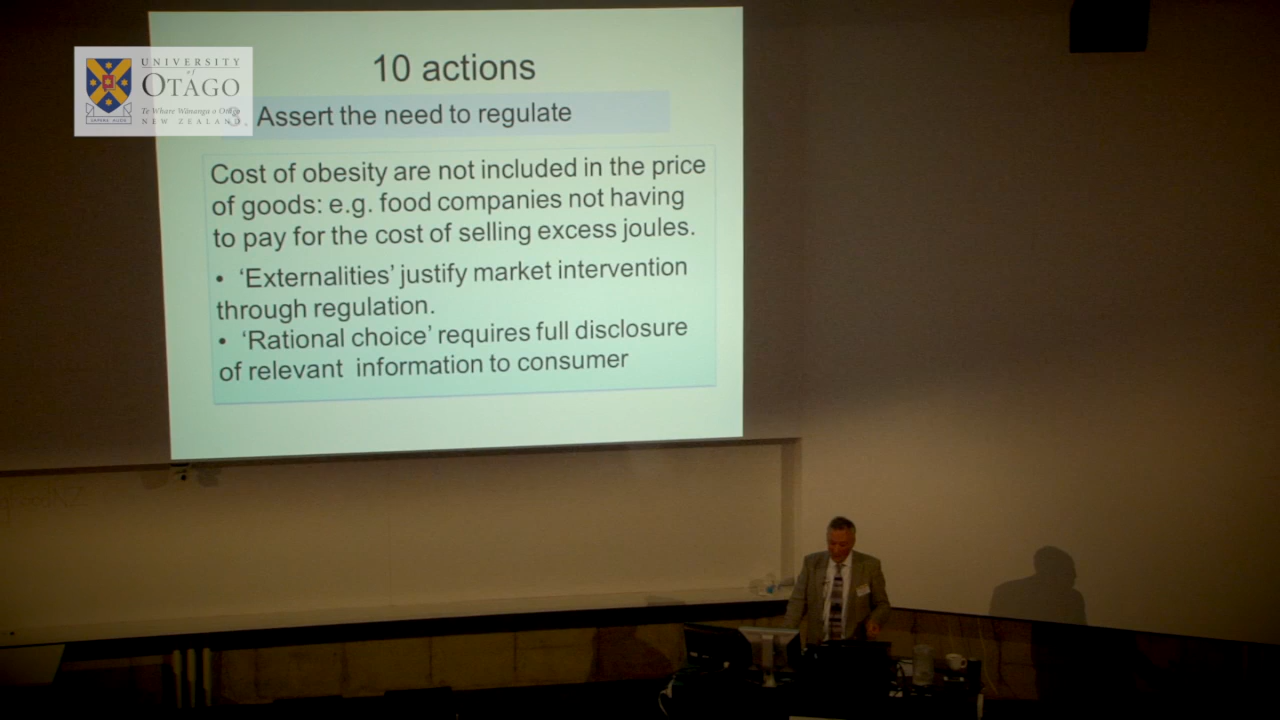 10 actions
UNIVERSITY
of
OTAGO
Te Whare Wānanga o Otāgo
NEW ZEALAND
Assert the need to regulate
Cost of obesity are not included in the price
of goods: e.g. food companies not having
to pay for the cost of selling excess joules.
• ‘Externalities’ justify market intervention
through regulation.
• ‘Rational choice’ requires full disclosure
of relevant information to consumer